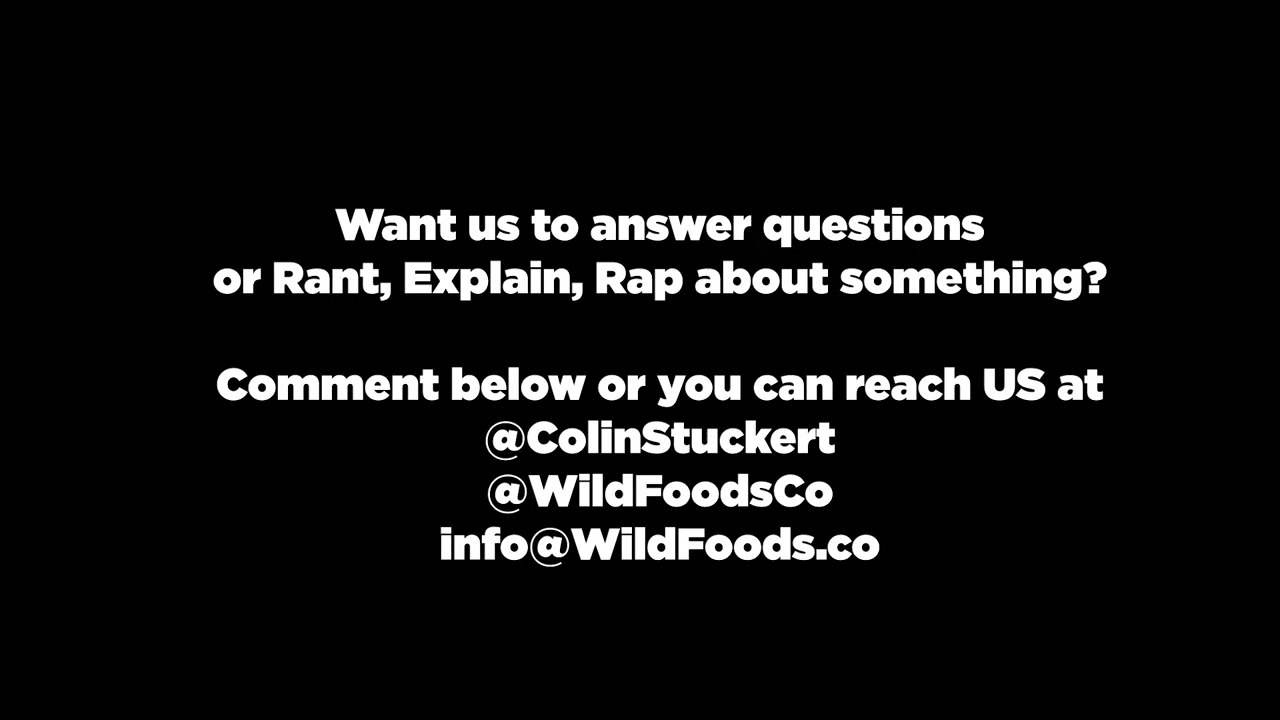 Want us to answer questions
or Rant, Explain, Rap about something?
Comment below or you can reach US at
@ColinStuckert
@WildFoodsCo
info@WildFoods.co